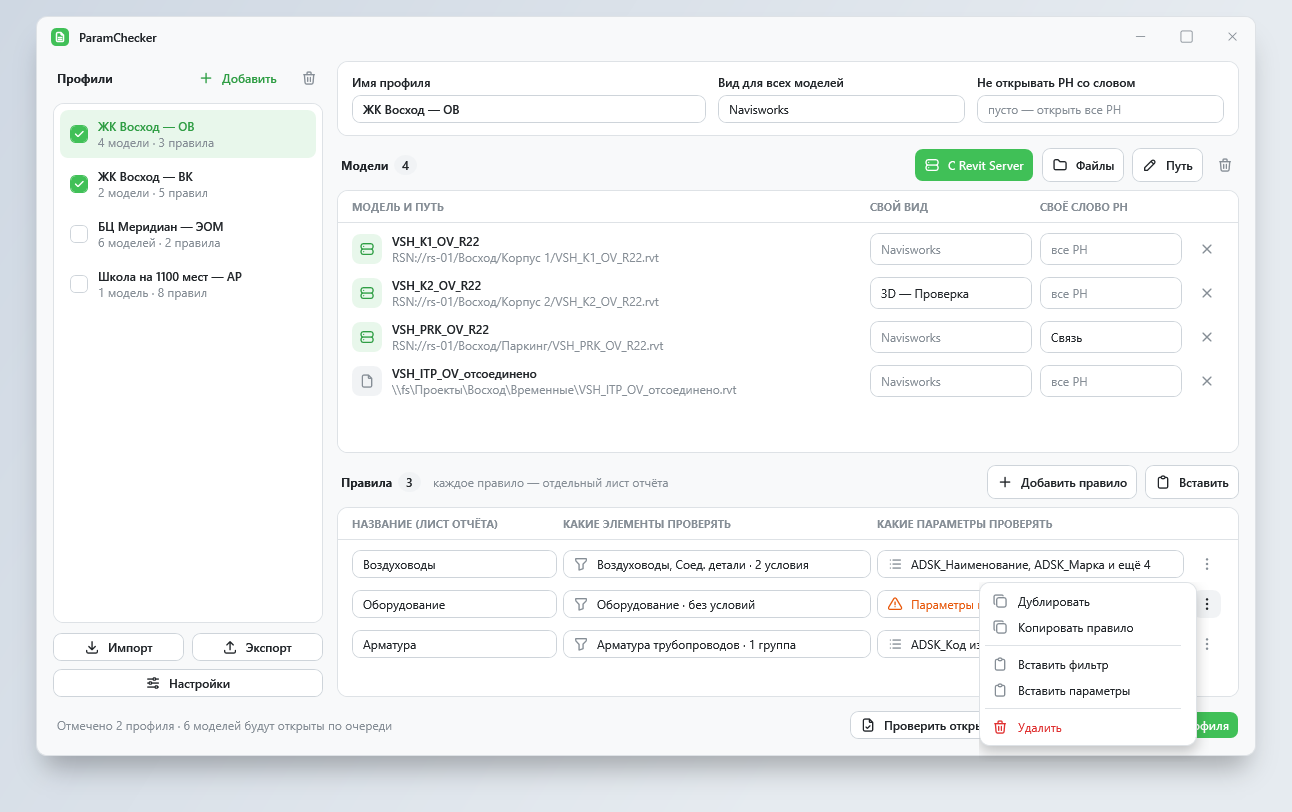 ParamChecker
Профили
Добавить
ЖК Восход — ОВ
4 модели · 3 правила
ЖК Восход — ВК
2 модели · 5 правил
БЦ Меридиан — ЭОМ
6 моделей · 2 правила
Школа на 1100 мест — АР
1 модель · 8 правил
Импорт
Экспорт
Настройки
Имя профиля
Вид для всех моделей
Не открывать РН со словом
ЖК Восход — ОВ
Navisworks
пусто — открыть все РН
Модели 4
С Revit Server
Файлы
Путь
МОДЕЛЬ И ПУТЬ
СВОЙ ВИД
СВОЁ СЛОВО РН
VSH_K1_OV_R22
RSN://rs-01/Восход/Корпус 1/VSH_K1_OV_R22.rvt
Navisworks
все РН
VSH_K2_OV_R22
RSN://rs-01/Восход/Корпус 2/VSH_K2_OV_R22.rvt
3D — Проверка
все РН
VSH_PRK_OV_R22
RSN://rs-01/Восход/Паркинг/VSH_PRK_OV_R22.rvt
Navisworks
Связь
VSH_ITP_OV_отсоединено
\\fs\Проекты\Восход\Временные\VSH_ITP_OV_отсоединено.rvt
Navisworks
все РН
Правила 3
каждое правило — отдельный лист отчёта
Добавить правило
Вставить
НАЗВАНИЕ (ЛИСТ ОТЧЁТА)
КАКИЕ ЭЛЕМЕНТЫ ПРОВЕРЯТЬ
КАКИЕ ПАРАМЕТРЫ ПРОВЕРЯТЬ
Воздуховоды
Воздуховоды, Соед. детали · 2 условия
ADSK_Наименование, ADSK_Марка и ещё 4
Оборудование
Оборудование · без условий
Параметры
Арматура
Арматура трубопроводов · 1 группа
ADSK_Код из
Дублировать
Копировать правило
Вставить фильтр
Вставить параметры
Удалить
Отмечено 2 профиля · 6 моделей будут открыты по очереди
Проверить откры
офиля